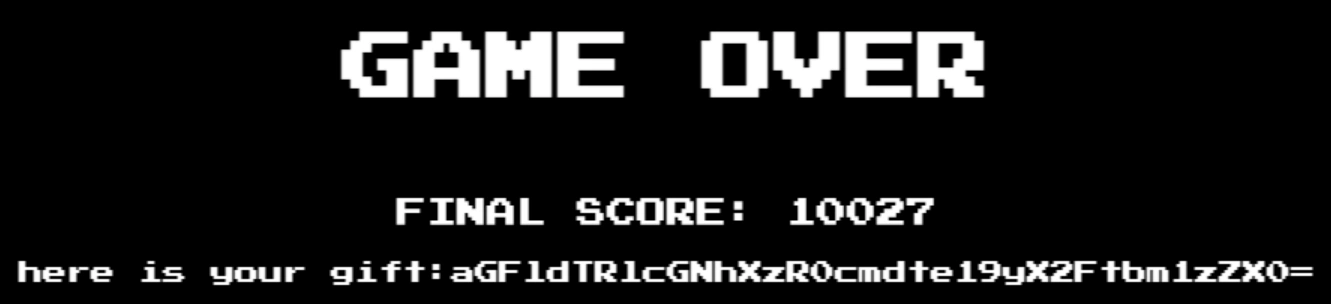 GAME OVER
FINAL SCORE: 10027
here is your gift:aGFldTRlcGNhXzR0cmdte19yX2Ftbm1zZX0=